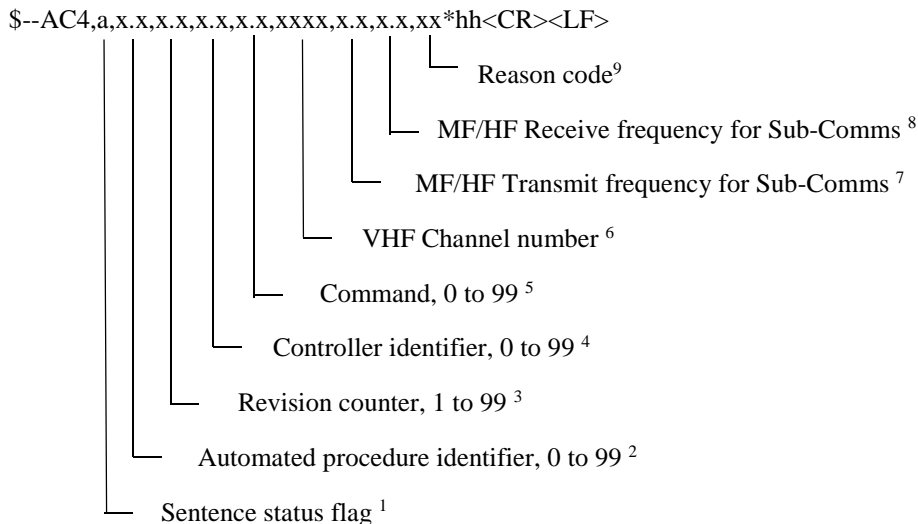 $--AC4,a,x.x,x.x,x.x,x.x,xxxx,x.x,x.x,xx*hh<CR><LF>
Reason code⁹
MF/HF Receive frequency for Sub-Comms ⁸
MF/HF Transmit frequency for Sub-Comms ⁷
VHF Channel number ⁶
Command, 0 to 99 ⁵
Controller identifier, 0 to 99 ⁴
Revision counter, 1 to 99 ³
Automated procedure identifier, 0 to 99 ²
Sentence status flag ¹